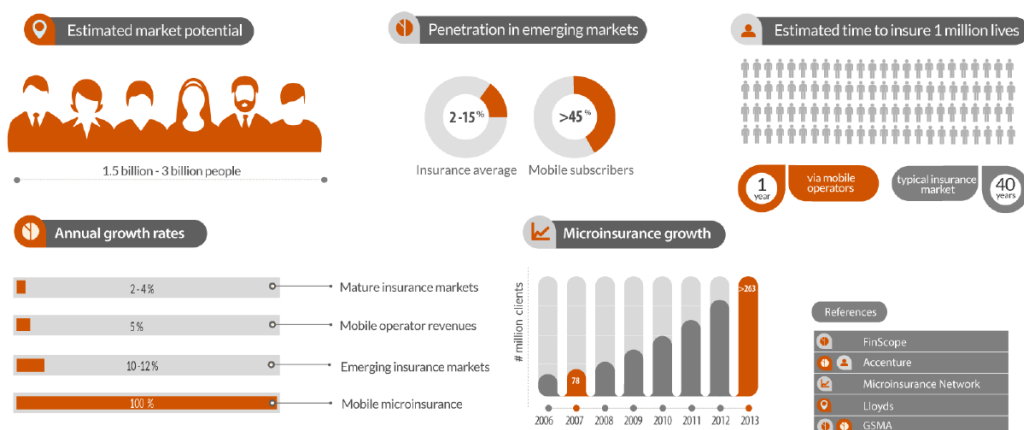 Estimated market potential
1.5 billion - 3 billion people
Penetration in emerging markets
2-15%
>45%
Insurance average
Mobile subscribers
Estimated time to insure 1 million lives
1
year
via mobile
operators
typical insurance
market
40
years
Annual growth rates
2-4%
Mature insurance markets
5%
Mobile operator revenues
10-12%
Emerging insurance markets
100 %
Mobile microinsurance
Microinsurance growth
# million clients
78
>263
2006 2007 2008 2009 2010 2011 2012 2013
References
FinScope
Accenture
Microinsurance Network
Lloyds
GSMA